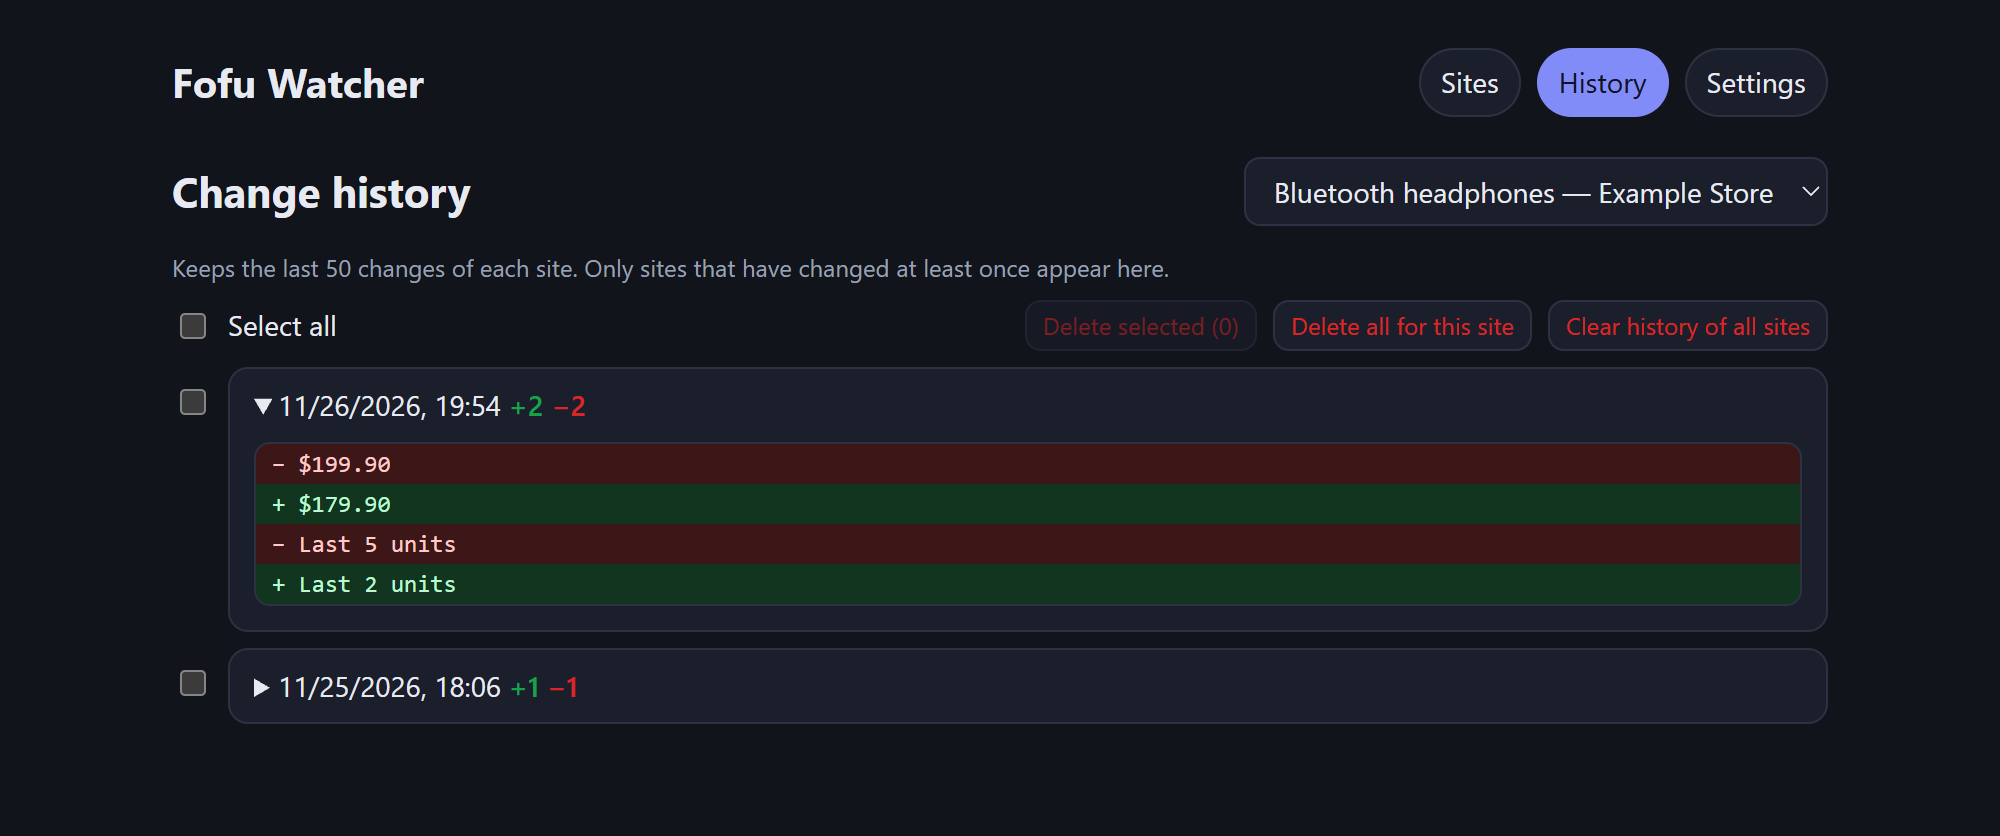 Fofu Watcher
Sites
History
Settings
Change history
Bluetooth headphones — Example Store
Keeps the last 50 changes of each site. Only sites that have changed at least once appear here.
Select all
Delete selected (0)
Delete all for this site
Clear history of all sites
11/26/2026, 19:54 +2 −2
− $199.90
+ $179.90
− Last 5 units
+ Last 2 units
11/25/2026, 18:06 +1 −1